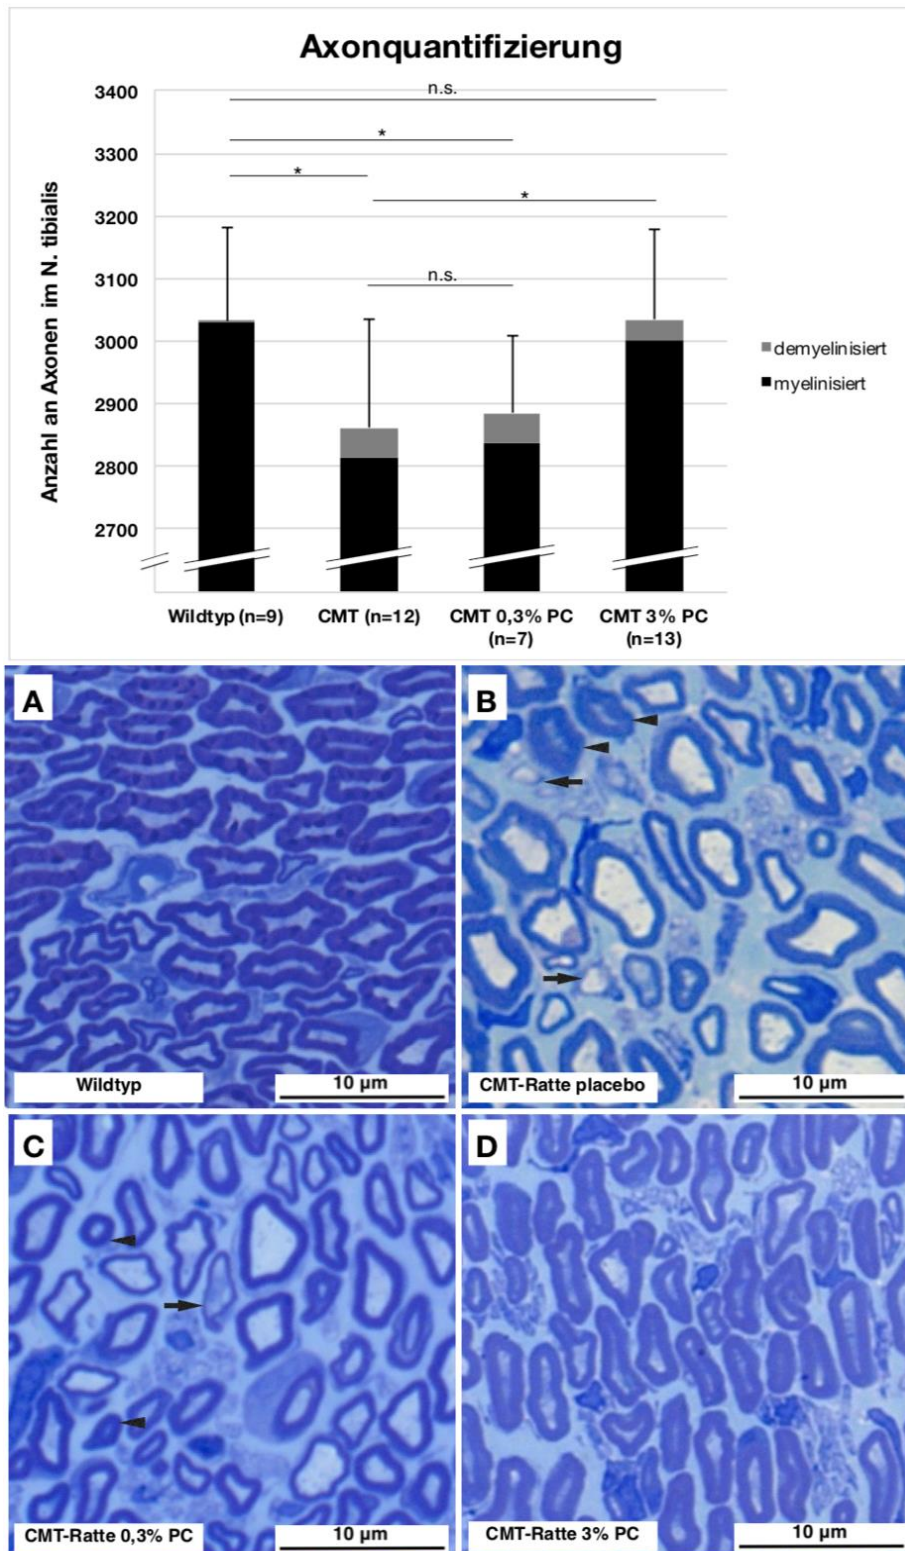 Axonquantifizierung
Anzahl an Axonen im N. tibialis
3400
3300
3200
3100
3000
2900
2800
2700
n.s.
*
*
*
n.s.
demyelinisiert
myelinisiert
Wildtyp (n=9)
CMT (n=12)
CMT 0,3% PC
(n=7)
CMT 3% PC
(n=13)
A
Wildtyp
10 µm
B
CMT-Ratte placebo
10 µm
C
CMT-Ratte 0,3% PC
10 µm
D
CMT-Ratte 3% PC
10 µm